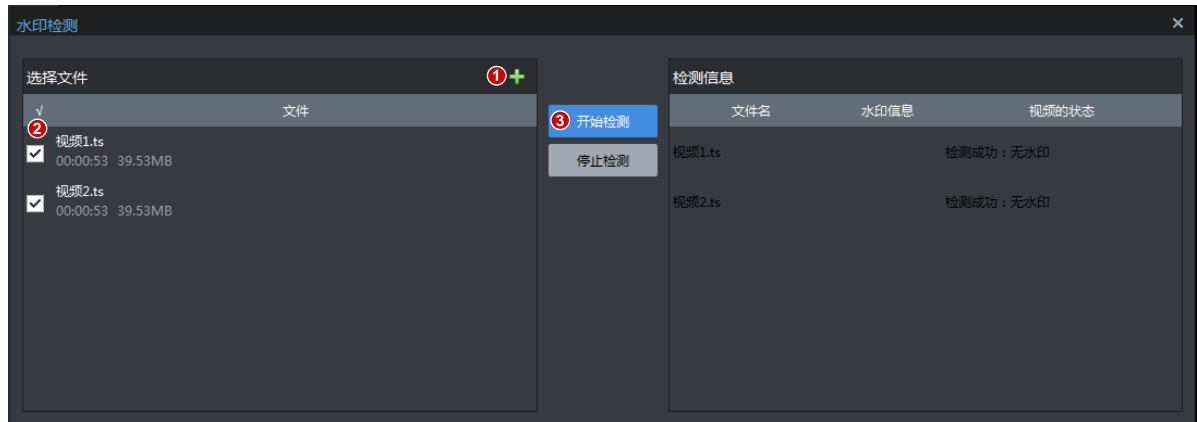 水印检测
选择文件
1
√
文件
2
视频1.ts
00:00:53 39.53MB
视频2.ts
00:00:53 39.53MB
3 开始检测
停止检测
检测信息
文件名 水印信息 视频的状态
视频1.ts 检测成功：无水印
视频2.ts 检测成功：无水印